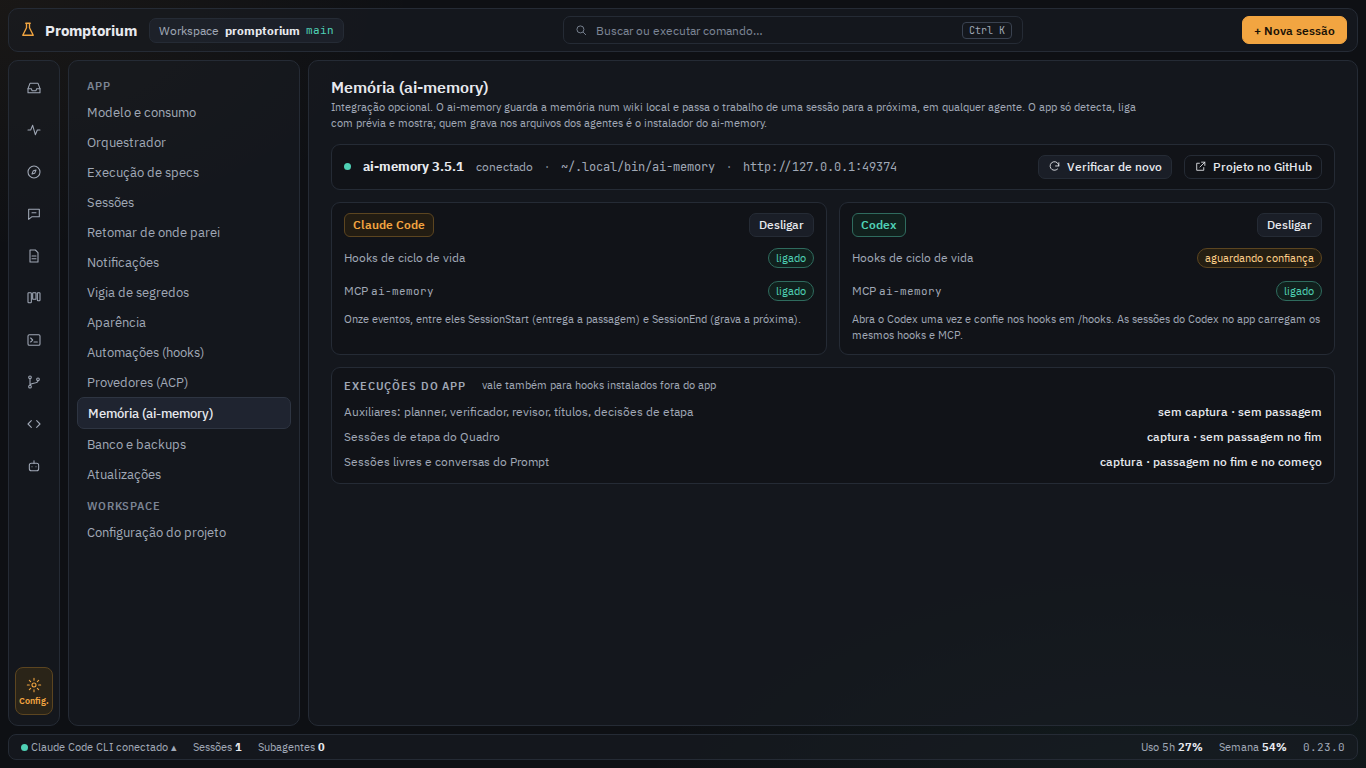 Promptorium
Workspace promptorium main
Buscar ou executar comando...
Ctrl K
+ Nova sessão
APP
Modelo e consumo
Orquestrador
Execução de specs
Sessões
Retomar de onde parei
Notificações
Vigia de segredos
Aparência
Automações (hooks)
Provedores (ACP)
Memória (ai-memory)
Banco e backups
Atualizações
WORKSPACE
Configuração do projeto
Config.
Memória (ai-memory)
Integração opcional. O ai-memory guarda a memória num wiki local e passa o trabalho de uma sessão para a próxima, em qualquer agente. O app só detecta, liga
com prévia e mostra; quem grava nos arquivos dos agentes é o instalador do ai-memory.
ai-memory 3.5.1 conectado · ~/.local/bin/ai-memory · http://127.0.0.1:49374
Verificar de novo
Projeto no GitHub
Claude Code
Desligar
Hooks de ciclo de vida
ligado
MCP ai-memory
ligado
Onze eventos, entre eles SessionStart (entrega a passagem) e SessionEnd (grava a próxima).
Codex
Desligar
Hooks de ciclo de vida
aguardando confiança
MCP ai-memory
ligado
Abra o Codex uma vez e confie nos hooks em /hooks. As sessões do Codex no app carregam os
mesmos hooks e MCP.
EXECUÇÕES DO APP vale também para hooks instalados fora do app
Auxiliares: planner, verificador, revisor, títulos, decisões de etapa
sem captura · sem passagem
Sessões de etapa do Quadro
captura · sem passagem no fim
Sessões livres e conversas do Prompt
captura · passagem no fim e no começo
Claude Code CLI conectado ▴
Sessões 1
Subagentes 0
Uso 5h 27%
Semana 54%
0.23.0